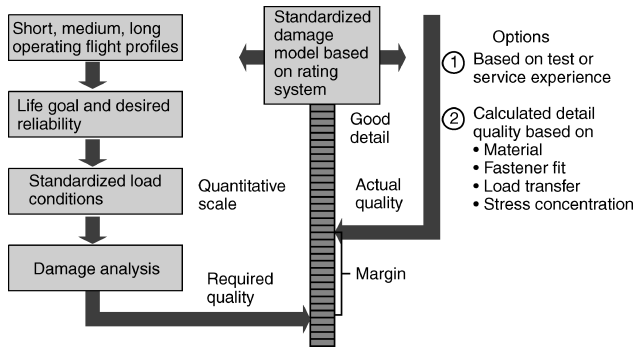 Short, medium, long
operating flight profiles
Life goal and desired
reliability
Standardized load
conditions
Damage analysis
Quantitative
scale
Required
quality
Standardized
damage
model based
on rating
system
Good
detail
Actual
quality
Margin
Options
1 Based on test or
service experience
2 Calculated detail
quality based on
• Material
• Fastener fit
• Load transfer
• Stress concentration